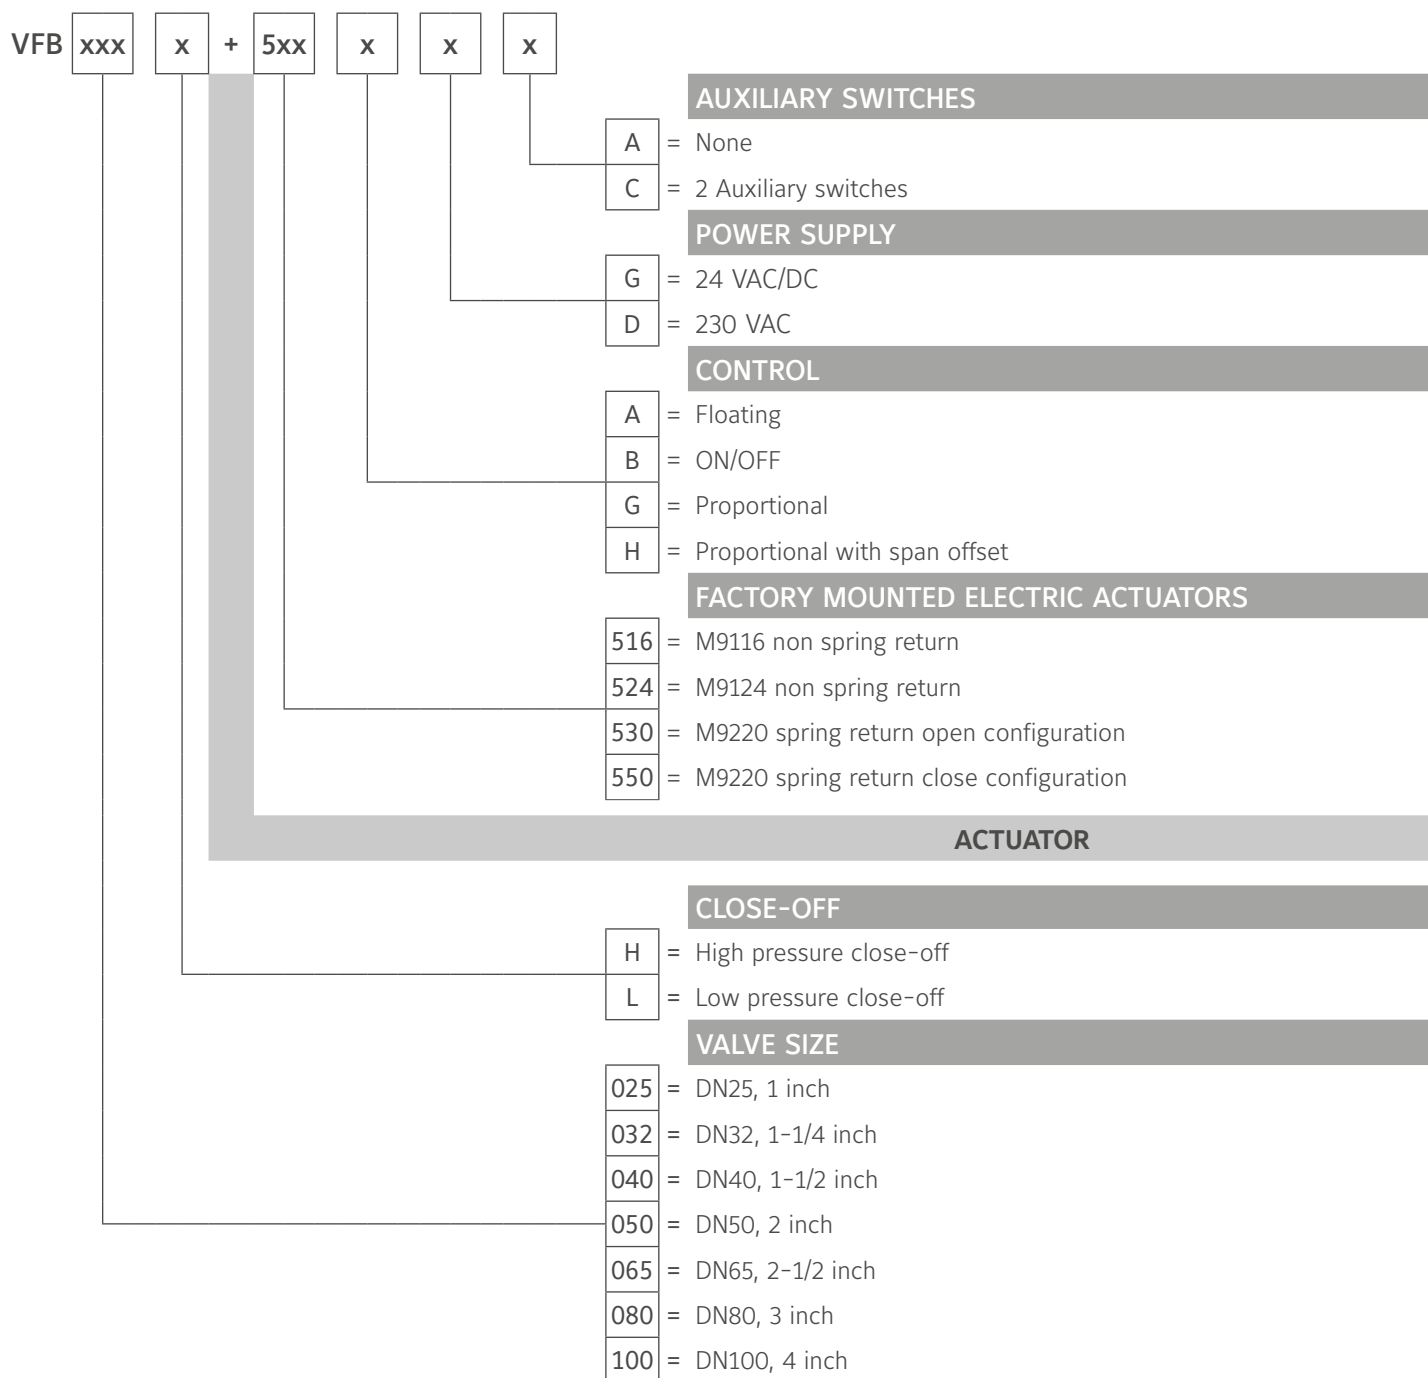 VFB xxx x + 5xx x x x
AUXILIARY SWITCHES
A = None
C = 2 Auxiliary switches
POWER SUPPLY
G = 24 VAC/DC
D = 230 VAC
CONTROL
A = Floating
B = ON/OFF
G = Proportional
H = Proportional with span offset
FACTORY MOUNTED ELECTRIC ACTUATORS
516 = M9116 non spring return
524 = M9124 non spring return
530 = M9220 spring return open configuration
550 = M9220 spring return close configuration
ACTUATOR
CLOSE-OFF
H = High pressure close-off
L = Low pressure close-off
VALVE SIZE
025 = DN25, 1 inch
032 = DN32, 1-1/4 inch
040 = DN40, 1-1/2 inch
050 = DN50, 2 inch
065 = DN65, 2-1/2 inch
080 = DN80, 3 inch
100 = DN100, 4 inch